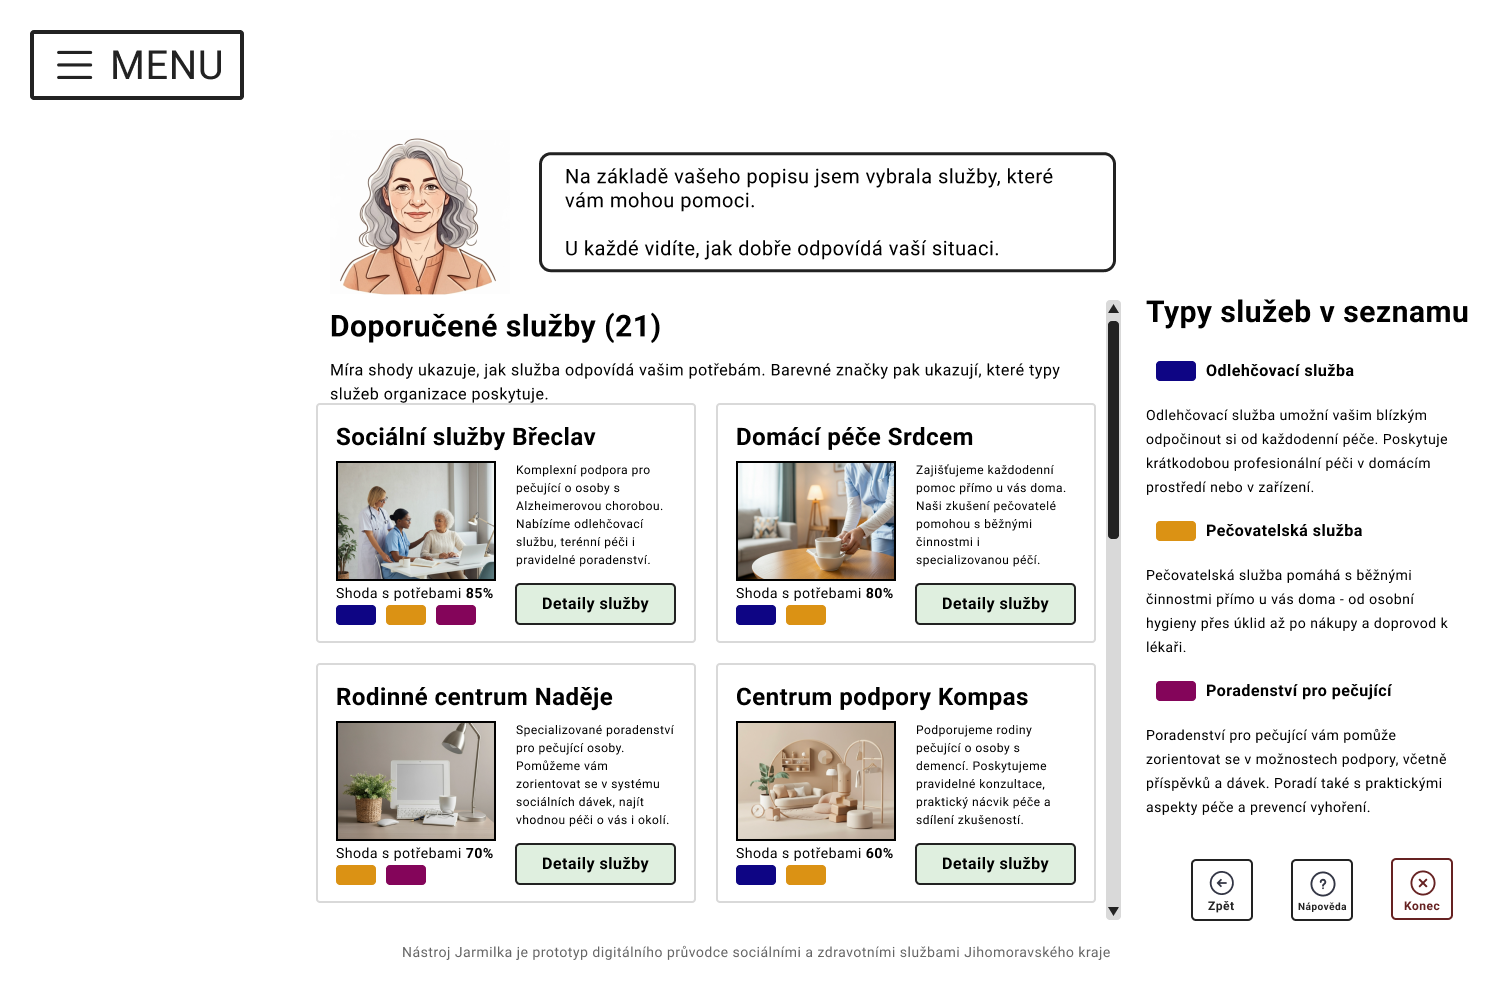 MENU
Na základě vašeho popisu jsem vybrala služby, které
vám mohou pomoci.
U každé vidíte, jak dobře odpovídá vaší situaci.
Doporučené služby (21)
Míra shody ukazuje, jak služba odpovídá vašim potřebám. Barevné značky pak ukazují, které typy
služeb organizace poskytuje.
Sociální služby Břeclav
Komplexní podpora pro
pečující o osoby s
Alzheimerovou chorobou.
Nabízíme odlehčovací
službu, terénní péči i
pravidelné poradenství.
Shoda s potřebami 85%
Detaily služby
Domácí péče Srdcem
Zajišťujeme každodenní
pomoc přímo u vás doma.
Naši zkušení pečovatelé
pomohou s běžnými
činnostmi i
specializovanou péčí.
Shoda s potřebami 80%
Detaily služby
Rodinné centrum Naděje
Specializované poradenství
pro pečující osoby.
Pomůžeme vám
zorientovat se v systému
sociálních dávek, najít
vhodnou péči o vás i okolí.
Shoda s potřebami 70%
Detaily služby
Centrum podpory Kompas
Podporujeme rodiny
pečující o osoby s
demencí. Poskytujeme
pravidelné konzultace,
praktický nácvik péče a
sdílení zkušeností.
Shoda s potřebami 60%
Detaily služby
Typy služeb v seznamu
Odlehčovací služba
Odlehčovací služba umožní vašim blízkým
odpočinout si od každodenní péče. Poskytuje
krátkodobou profesionální péči v domácím
prostředí nebo v zařízení.
Pečovatelská služba
Pečovatelská služba pomáhá s běžnými
činnostmi přímo u vás doma - od osobní
hygieny přes úklid až po nákupy a doprovod k
lékaři.
Poradenství pro pečující
Poradenství pro pečující vám pomůže
zorientovat se v možnostech podpory, včetně
příspěvků a dávek. Poradí také s praktickými
aspekty péče a prevencí vyhoření.
Zpět
Nápověda
Konec
Nástroj Jarmilka je prototyp digitálního průvodce sociálními a zdravotními službami Jihomoravského kraje